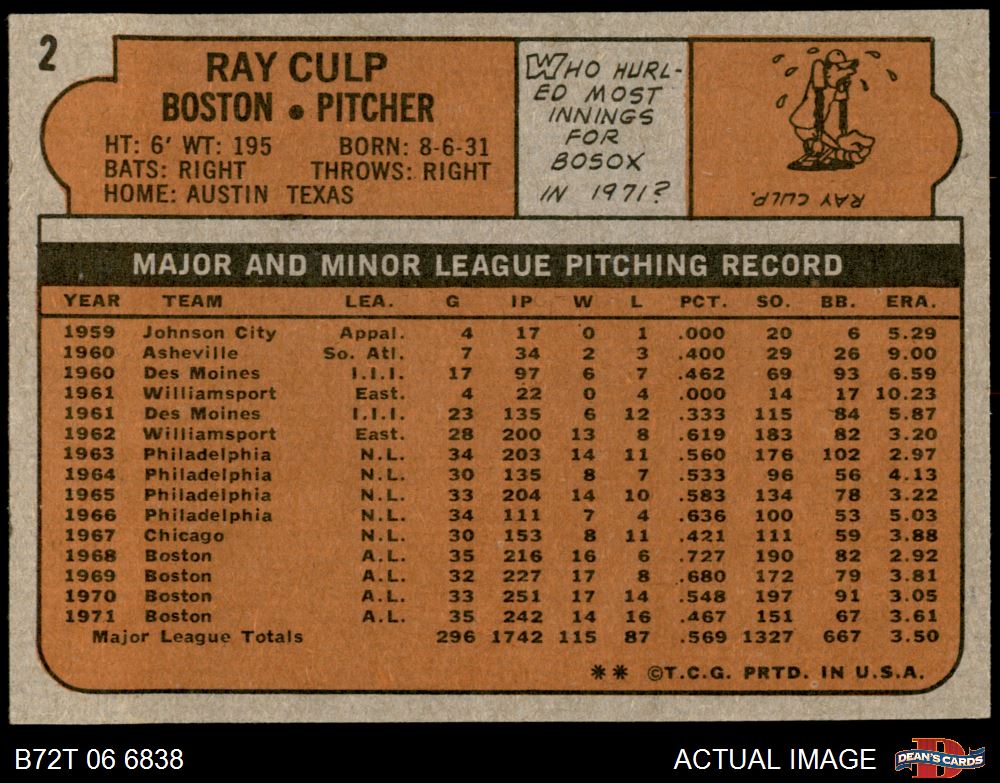 2
RAY CULP
BOSTON • PITCHER
HT: 6' WT: 195 BORN: 8-6-31
BATS: RIGHT THROWS: RIGHT
HOME: AUSTIN TEXAS
WHO HURL-
ED MOST
INNINGS
FOR
BOSOX
IN 1971?
RAY CULP.
MAJOR AND MINOR LEAGUE PITCHING RECORD
YEAR TEAM LEA. G IP W L PCT. SO. BB. ERA.
1959 Johnson City Appal. 4 17 0 1 .000 20 6 5.29
1960 Asheville So. Atl. 7 34 2 3 .400 29 26 9.00
1960 Des Moines I.I.I. 17 97 6 7 .462 69 93 6.59
1961 Williamsport East. 4 22 0 4 .000 14 17 10.23
1961 Des Moines I.I.I. 23 135 6 12 .333 115 84 5.87
1962 Williamsport East. 28 200 13 8 .619 183 82 3.20
1963 Philadelphia N.L. 34 203 14 11 .560 176 102 2.97
1964 Philadelphia N.L. 30 135 8 7 .533 96 56 4.13
1965 Philadelphia N.L. 33 204 14 10 .583 134 78 3.22
1966 Philadelphia N.L. 34 111 7 4 .636 100 53 5.03
1967 Chicago N.L. 30 153 8 11 .421 111 59 3.88
1968 Boston A.L. 35 216 16 6 .727 190 82 2.92
1969 Boston A.L. 32 227 17 8 .680 172 79 3.81
1970 Boston A.L. 33 251 17 14 .548 197 91 3.05
1971 Boston A.L. 35 242 14 16 .467 151 67 3.61
Major League Totals 296 1742 115 87 .569 1327 667 3.50
** ©T.C.G. PRTD. IN U.S.A.
B72T 06 6838 ACTUAL IMAGE
D
DEAN'S CARDS